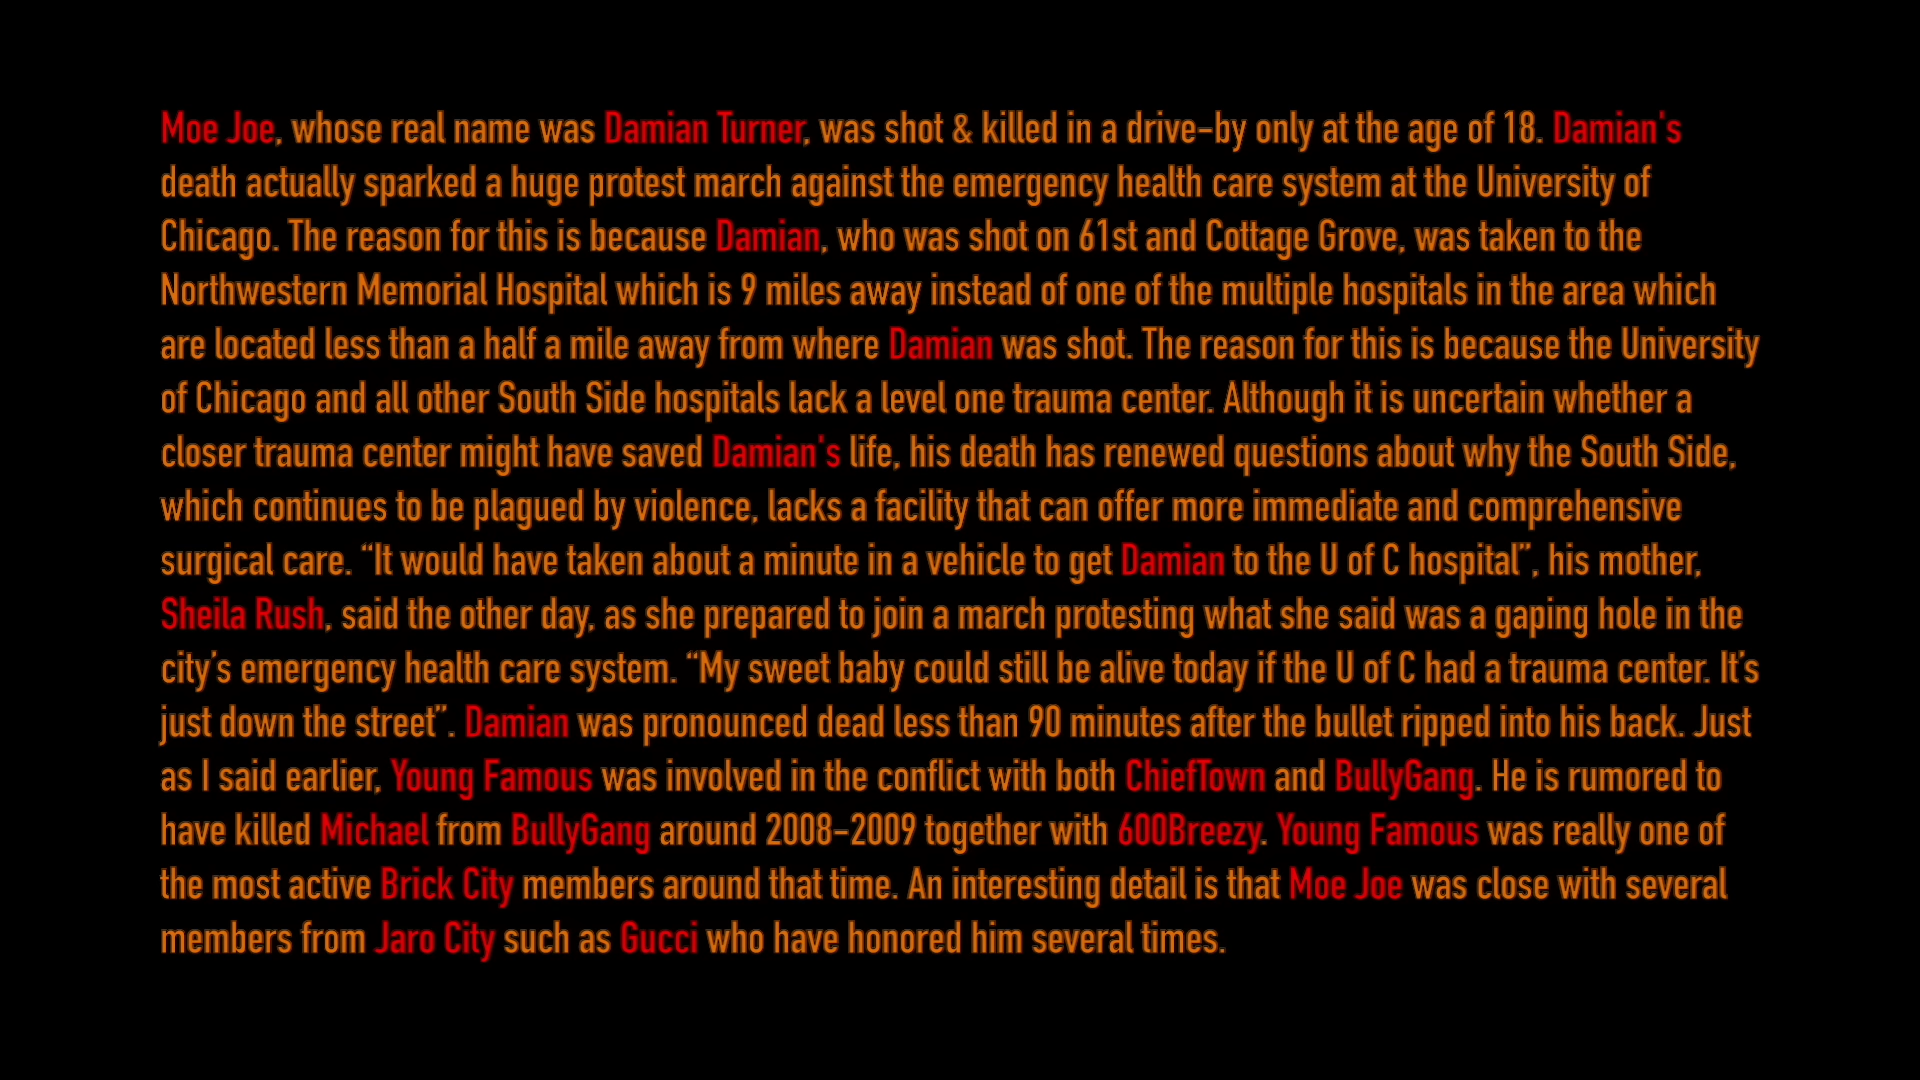 Moe Joe, whose real name was Damian Turner, was shot & killed in a drive-by only at the age of 18. Damian's
death actually sparked a huge protest march against the emergency health care system at the University of
Chicago. The reason for this is because Damian, who was shot on 61st and Cottage Grove, was taken to the
Northwestern Memorial Hospital which is 9 miles away instead of one of the multiple hospitals in the area which
are located less than a half a mile away from where Damian was shot. The reason for this is because the University
of Chicago and all other South Side hospitals lack a level one trauma center. Although it is uncertain whether a
closer trauma center might have saved Damian's life, his death has renewed questions about why the South Side,
which continues to be plagued by violence, lacks a facility that can offer more immediate and comprehensive
surgical care. “It would have taken about a minute in a vehicle to get Damian to the U of C hospital”, his mother,
Sheila Rush, said the other day, as she prepared to join a march protesting what she said was a gaping hole in the
city’s emergency health care system. “My sweet baby could still be alive today if the U of C had a trauma center. It’s
just down the street”. Damian was pronounced dead less than 90 minutes after the bullet ripped into his back. Just
as I said earlier, Young Famous was involved in the conflict with both ChiefTown and BullyGang. He is rumored to
have killed Michael from BullyGang around 2008-2009 together with 600Breezy. Young Famous was really one of
the most active Brick City members around that time. An interesting detail is that Moe Joe was close with several
members from Jaro City such as Gucci who have honored him several times.